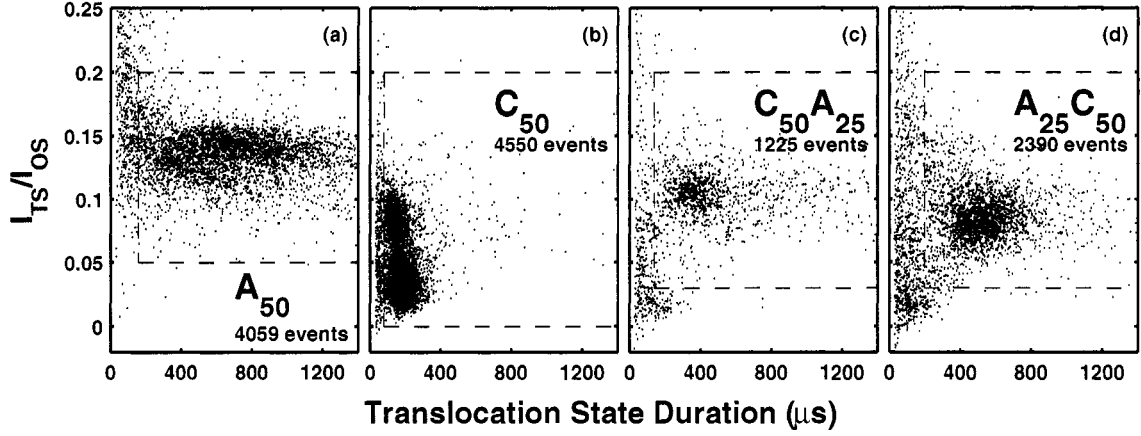 I_TS/I_OS
0.25
0.2
0.15
0.1
0.05
0
(a)
A50
4059 events
0 400 800 1200
(b)
C50
4550 events
0 400 800 1200
(c)
C50A25
1225 events
0 400 800 1200
(d)
A25C50
2390 events
0 400 800 1200
Translocation State Duration (μs)